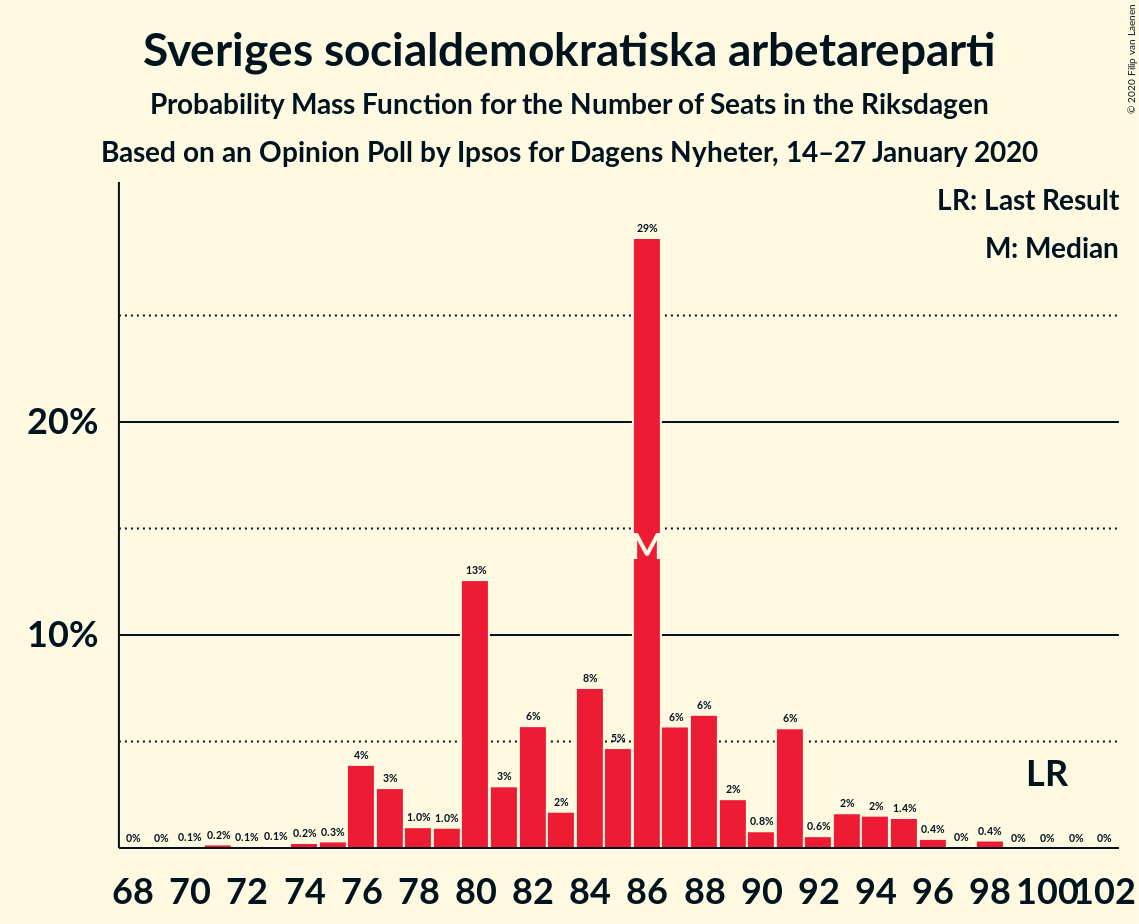 Sveriges socialdemokratiska arbetareparti
Probability Mass Function for the Number of Seats in the Riksdagen
Based on an Opinion Poll by Ipsos for Dagens Nyheter, 14–27 January 2020
© 2020 Filip van Laenen
LR: Last Result
M: Median
20%
10%
0% 0% 0.1% 0.2% 0.1% 0.1% 0.2% 0.3% 4% 3% 1.0% 1.0% 13% 3% 6% 2% 8% 5% 29% 6% 6% 2% 0.8% 6% 0.6% 2% 2% 1.4% 0.4% 0% 0.4% 0% 0% 0% 0%
M
LR
68 70 72 74 76 78 80 82 84 86 88 90 92 94 96 98 100 102